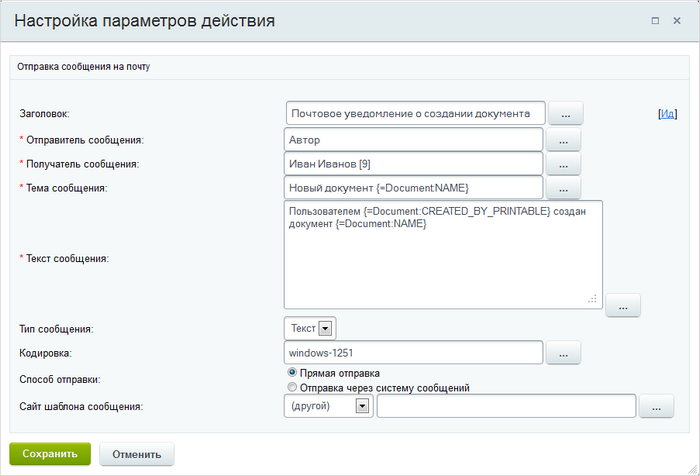 Настройка параметров действия
Отправка сообщения на почту
Заголовок: Почтовое уведомление о создании документа ... [Ид]
* Отправитель сообщения: Автор ...
* Получатель сообщения: Иван Иванов [9] ...
* Тема сообщения: Новый документ {=Document:NAME} ...
Пользователем {=Document:CREATED_BY_PRINTABLE} создан
документ {=Document:NAME}
* Текст сообщения: ...
Тип сообщения: Текст
Кодировка: windows-1251 ...
Способ отправки: Прямая отправка
Отправка через систему сообщений
Сайт шаблона сообщения: (другой) ...
Сохранить Отменить